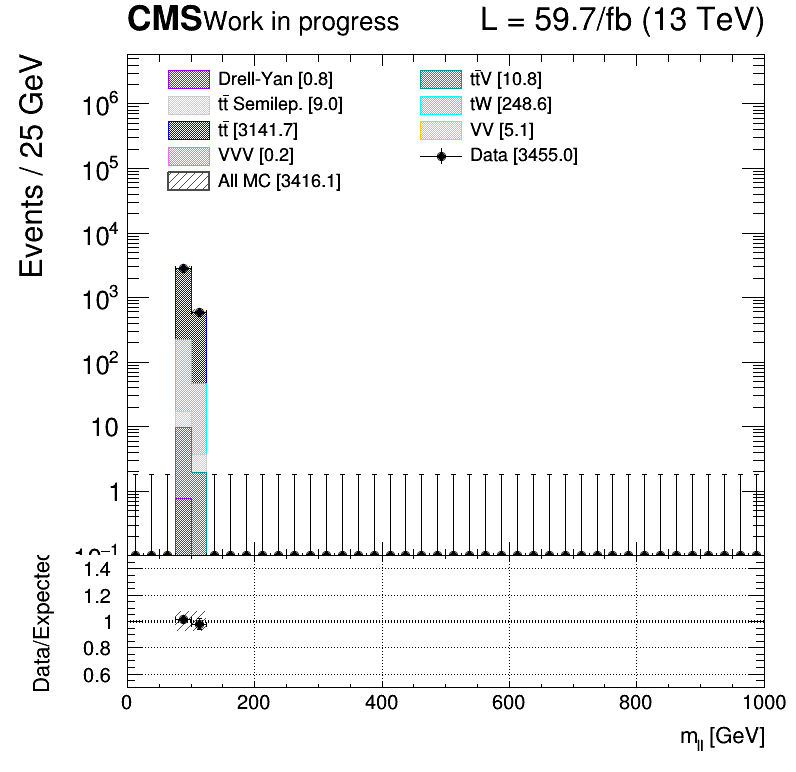 CMS Work in progress L = 59.7/fb (13 TeV)
Events / 25 GeV
Drell-Yan [0.8]
tt̄ Semilep. [9.0]
tt̄ [3141.7]
VVV [0.2]
All MC [3416.1]
tt̄V [10.8]
tW [248.6]
VV [5.1]
Data [3455.0]
10⁶
10⁵
10⁴
10³
10²
10
1
10⁻¹
Data/Expected
1.4
1.2
1
0.8
0.6
0 200 400 600 800 1000
m_ll [GeV]